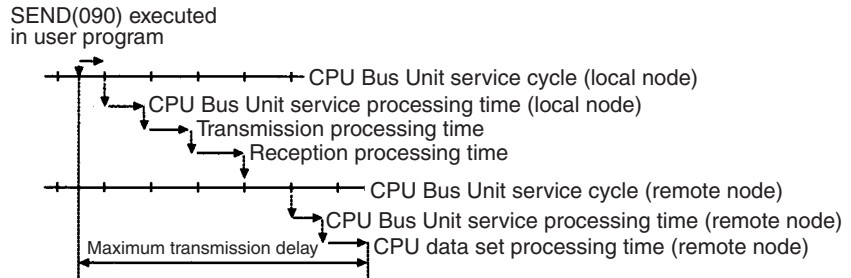 SEND(090) executed
in user program
CPU Bus Unit service cycle (local node)
CPU Bus Unit service processing time (local node)
Transmission processing time
Reception processing time
CPU Bus Unit service cycle (remote node)
CPU Bus Unit service processing time (remote node)
Maximum transmission delay
CPU data set processing time (remote node)